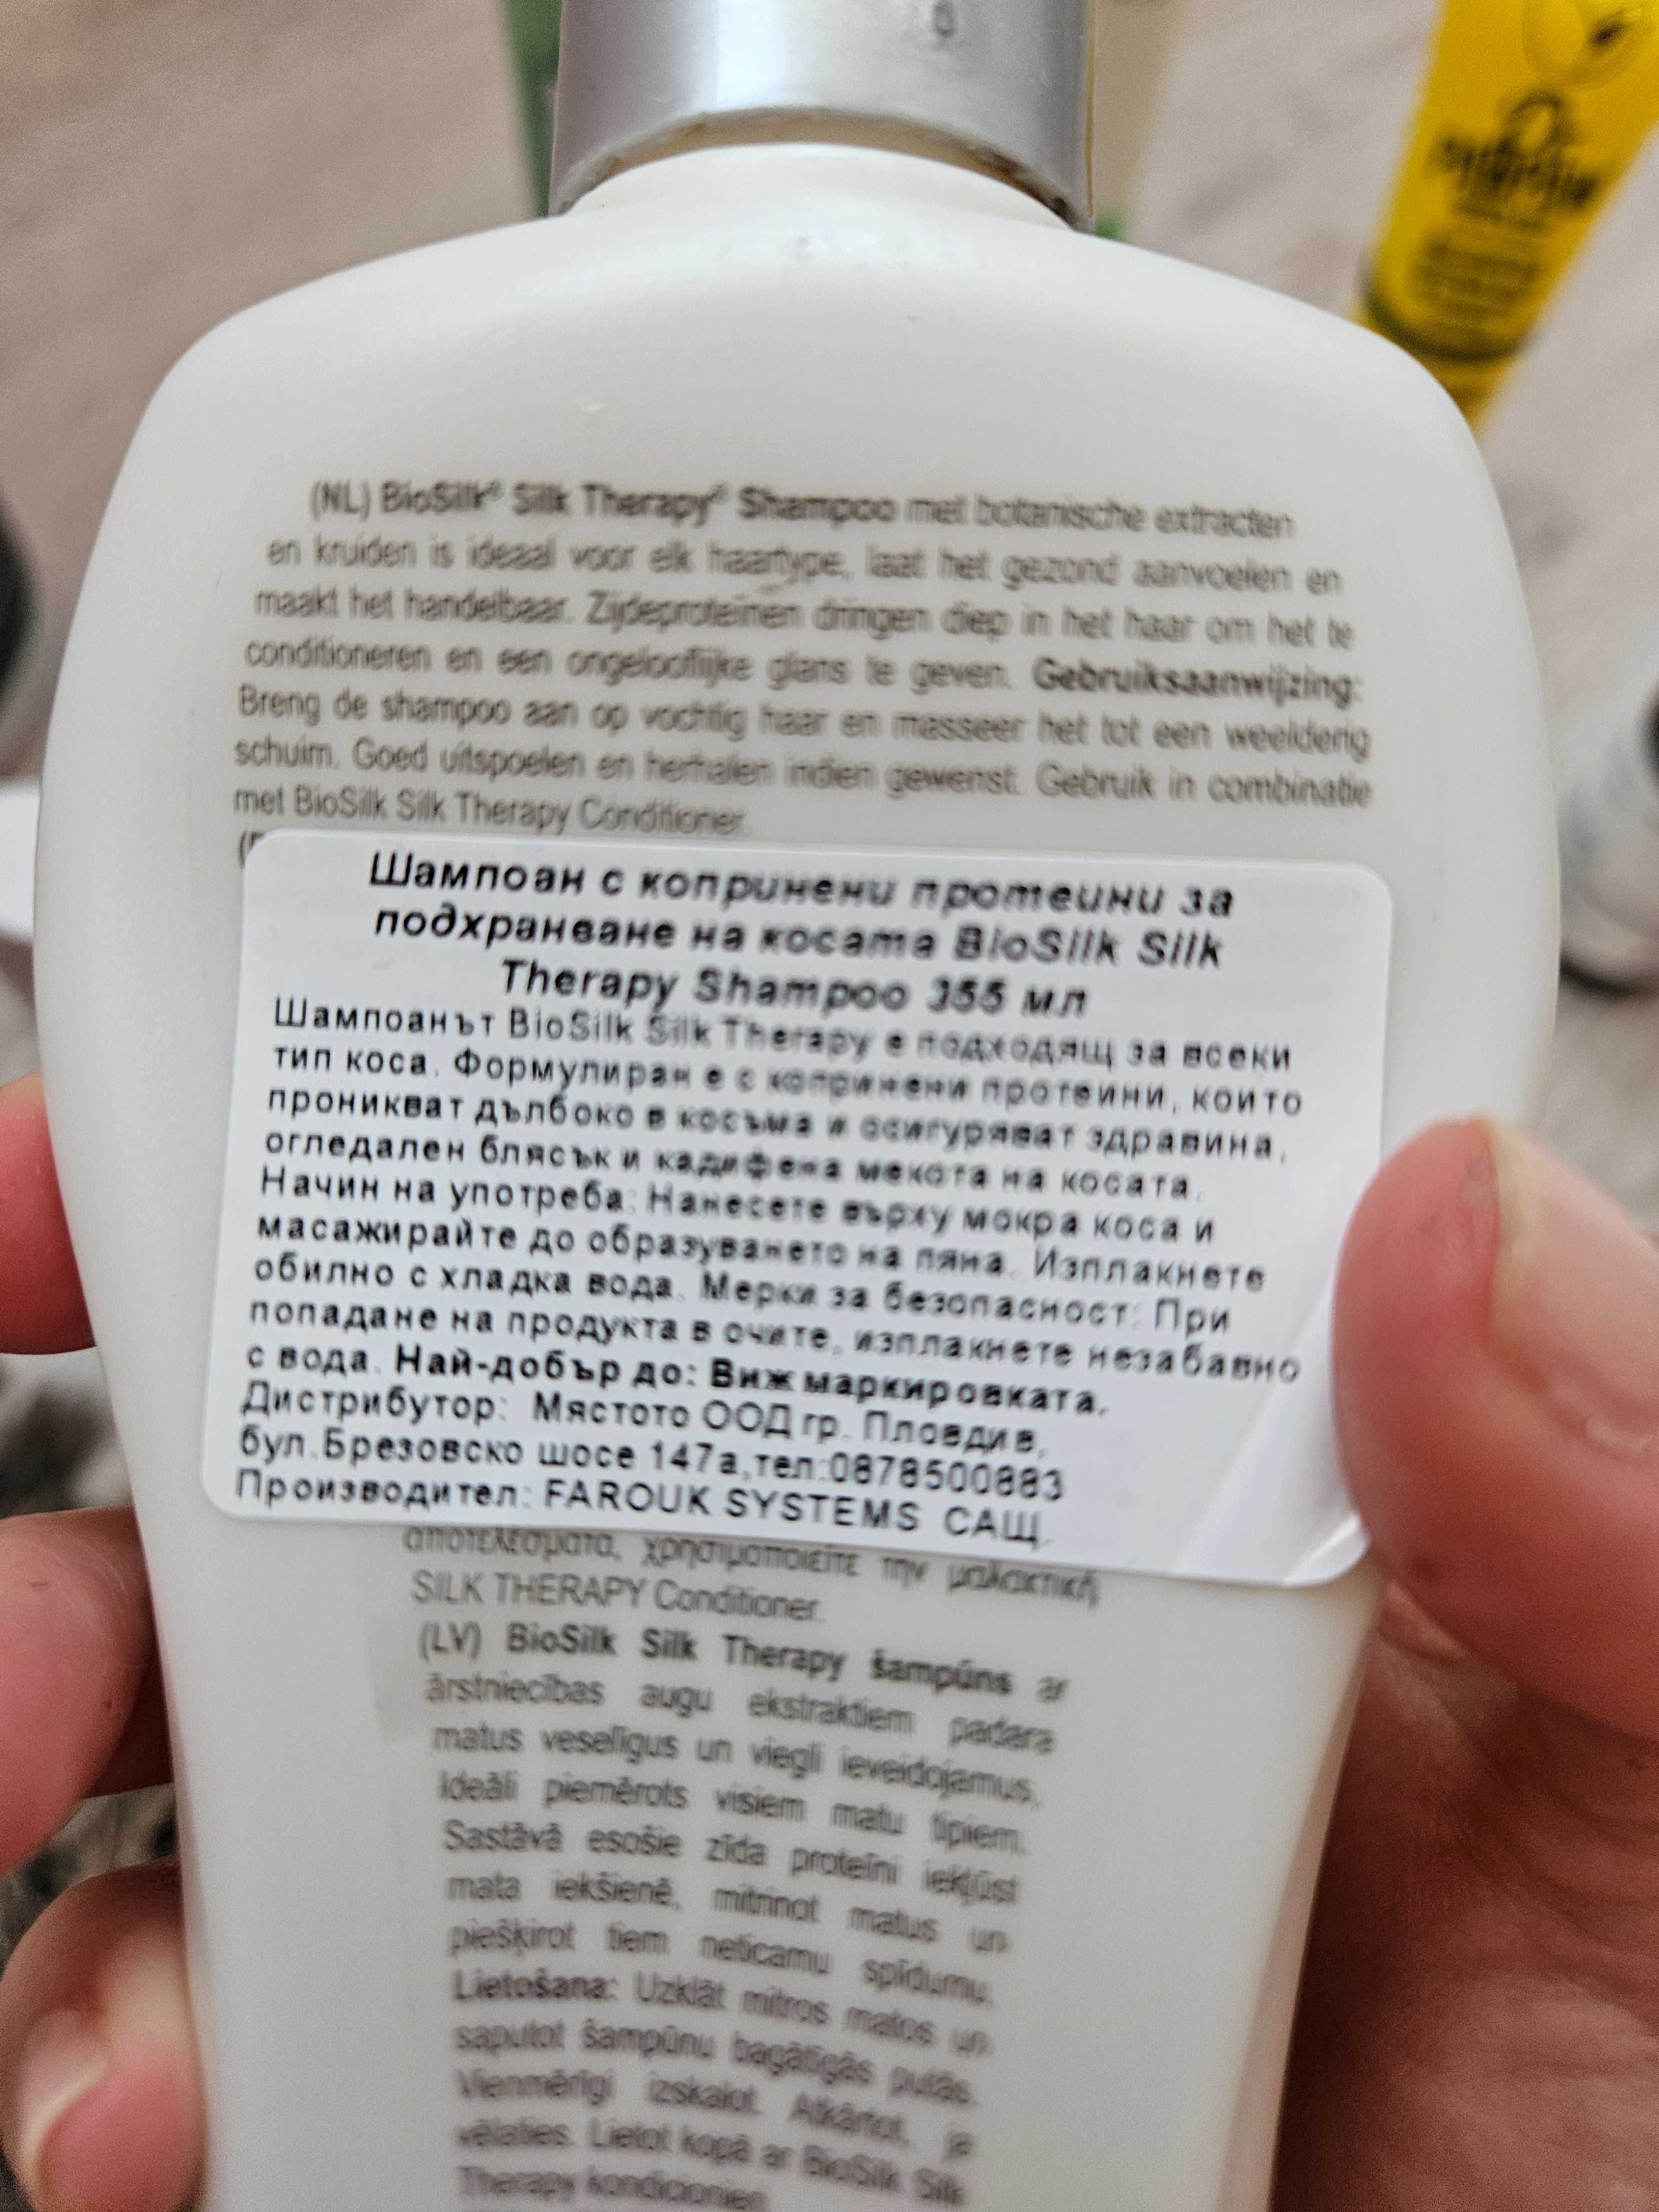 (NL) BioSilk® Silk Therapy® Shampoo met botanische extracten
en kruiden is ideaal voor elk haartype, laat het gezond aanvoelen en
maakt het handelbaar. Zijdeproteïnen dringen diep in het haar om het te
conditioneren en een ongelooflijke glans te geven. Gebruiksaanwijzing:
Breng de shampoo aan op vochtig haar en masseer het tot een weelderig
schuim. Goed uitspoelen en herhalen indien gewenst. Gebruik in combinatie
met BioSilk Silk Therapy Conditioner.
Шампоан с копринени протеини за
подхранване на косата BioSilk Silk
Therapy Shampoo 355 мл
Шампоанът BioSilk Silk Therapy е подходящ за всеки
тип коса. Формулиран е с копринени протеини, които
проникват дълбоко в косъма и осигуряват здравина,
огледален блясък и кадифена мекота на косата.
Начин на употреба: Нанесете върху мокра коса и
масажирайте до образуването на пяна. Изплакнете
обилно с хладка вода. Мерки за безопасност: При
попадане на продукта в очите, изплакнете незабавно
с вода. Най-добър до: Виж маркировката.
Дистрибутор: Мястото ООД гр. Пловдив,
бул.Брезовско шосе 147а,тел:0878500883
Производител: FAROUK SYSTEMS САЩ.
αποτελέσματα, χρησιμοποιείτε την μαλακτική
SILK THERAPY Conditioner.
(LV) BioSilk Silk Therapy šampūns ar
ārstniecības augu ekstraktiem padara
matus veselīgus un viegli ieveidojamus.
Ideāli piemērots visiem matu tipiem.
Sastāvā esošie zīda proteīni iekļūst
mata iekšienē, mitrinot matus un
piešķirot tiem neticamu spīdumu.
Lietošana: Uzklāt mitros matos un
saputot šampūnu bagātīgās putās.
Vienmērīgi izskalot. Atkārtot, ja
vēlaties. Lietot kopā ar BioSilk Silk
Therapy kondicionieri.